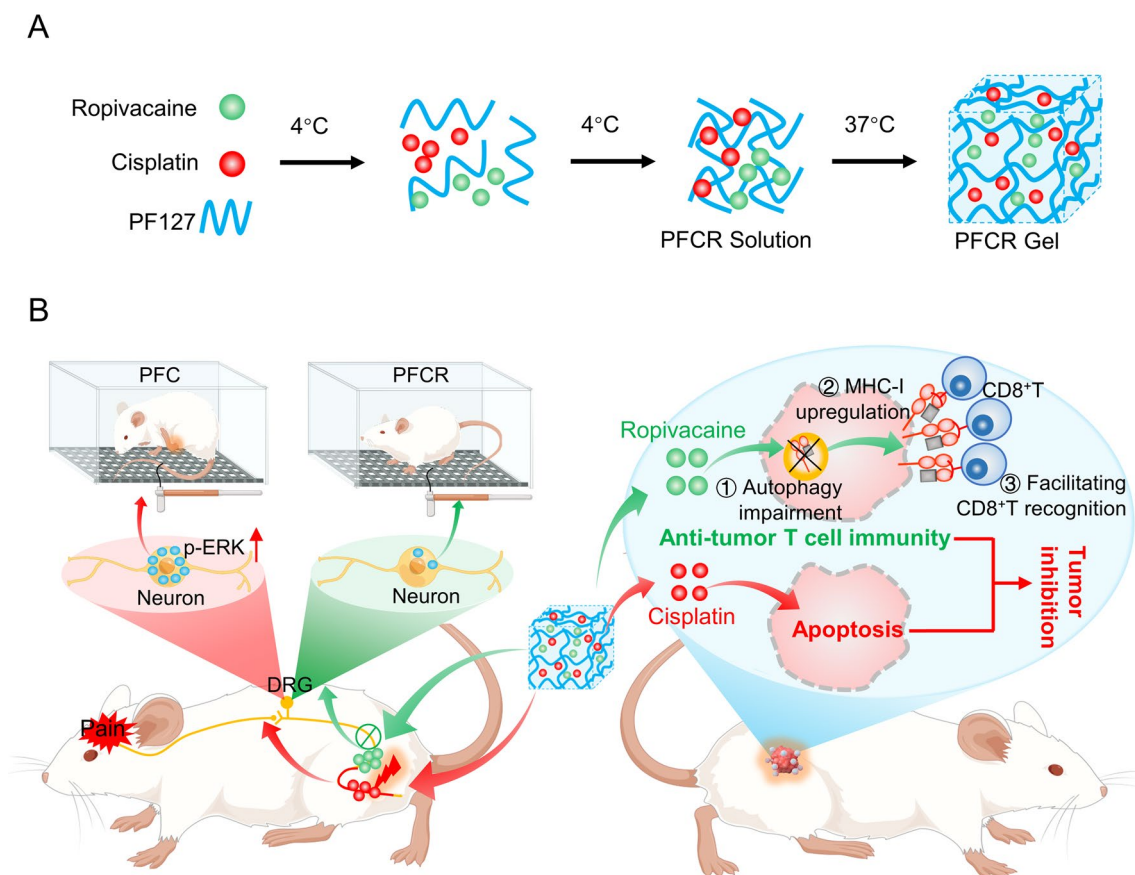 A
Ropivacaine
Cisplatin
PF127
4°C
4°C
37°C
PFCR Solution
PFCR Gel
B
PFC
PFCR
p-ERK
Neuron
Neuron
DRG
Pain
Ropivacaine
① Autophagy
impairment
② MHC-I
upregulation
CD8⁺T
③ Facilitating
CD8⁺T recognition
Anti-tumor T cell immunity
Cisplatin
Apoptosis
Tumor
inhibition